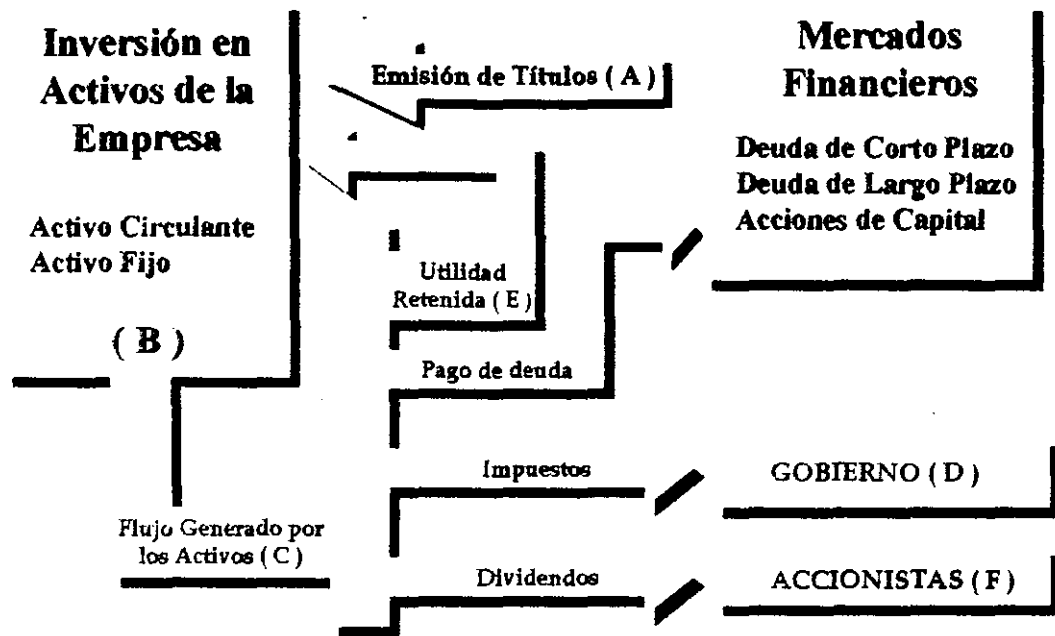 Inversión en
Activos de la
Empresa
Activo Circulante
Activo Fijo
( B )
Emisión de Títulos ( A )
Mercados
Financieros
Deuda de Corto Plazo
Deuda de Largo Plazo
Acciones de Capital
Utilidad
Retenida ( E )
Pago de deuda
Impuestos
GOBIERNO ( D )
Flujo Generado por
los Activos ( C )
Dividendos
ACCIONISTAS ( F )